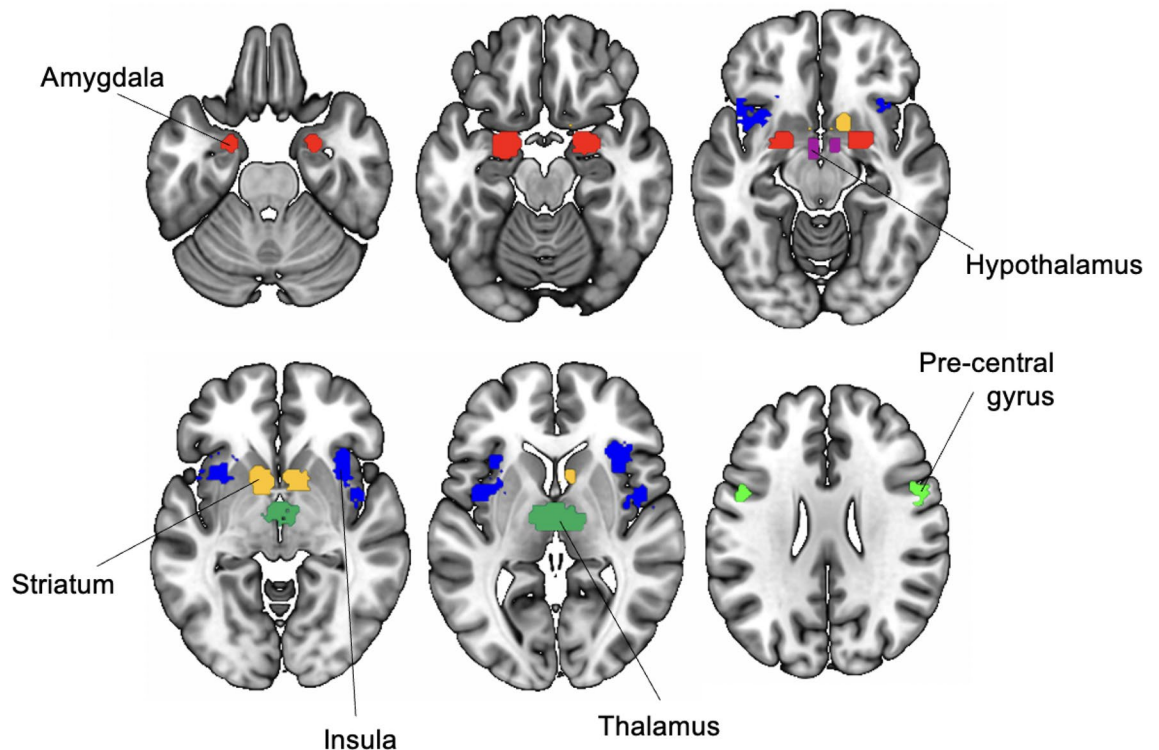 Amygdala
Hypothalamus
Pre-central
gyrus
Striatum
Insula
Thalamus